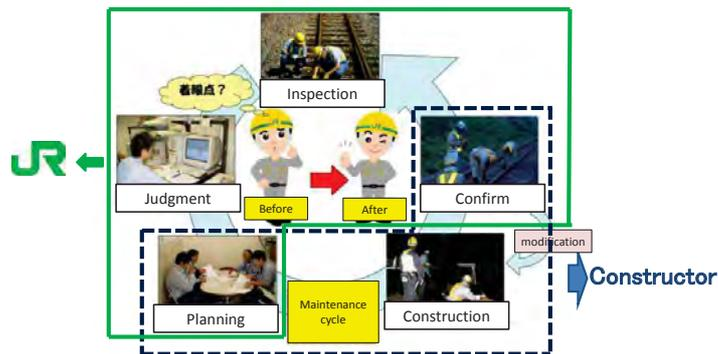 Inspection
着眼点？
JR
Judgment
Before
After
Confirm
modification
Constructor
Planning
Maintenance
cycle
Construction